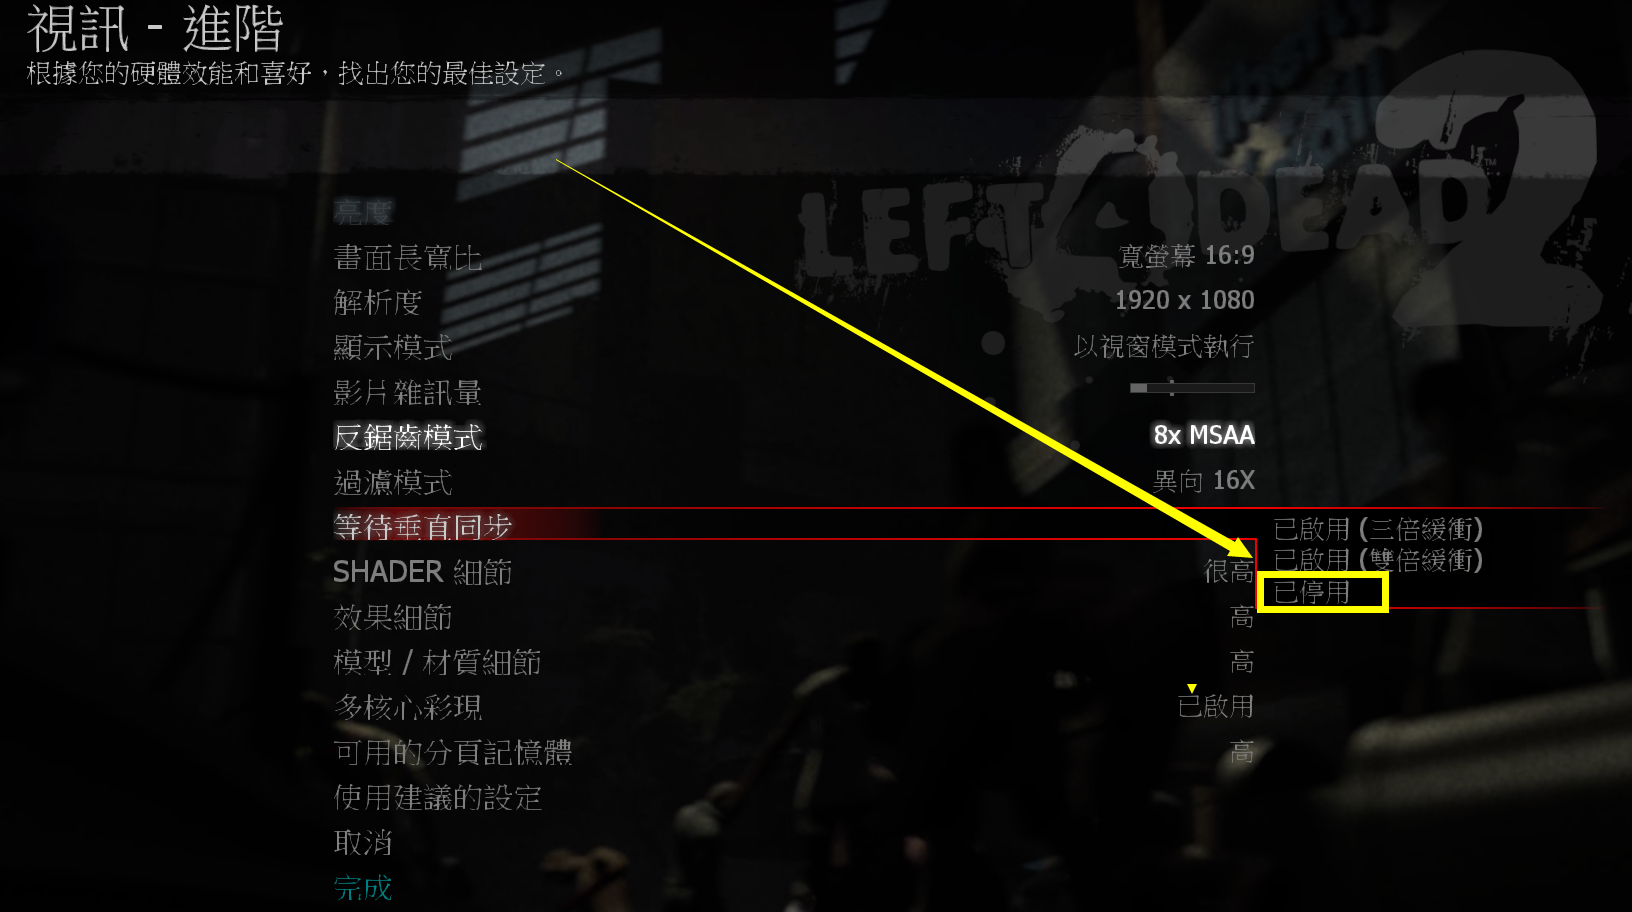 視訊 - 進階
根據您的硬體效能和喜好，找出您的最佳設定。
LEFT 4 DEAD 2™
亮度
畫面長寬比 寬螢幕 16:9
解析度 1920 x 1080
顯示模式 以視窗模式執行
影片雜訊量
反鋸齒模式 8x MSAA
過濾模式 異向 16X
等待垂直同步
已啟用 (三倍緩衝)
已啟用 (雙倍緩衝)
已停用
SHADER 細節 很高
效果細節 高
模型 / 材質細節 高
多核心彩現 已啟用
可用的分頁記憶體 高
使用建議的設定
取消
完成